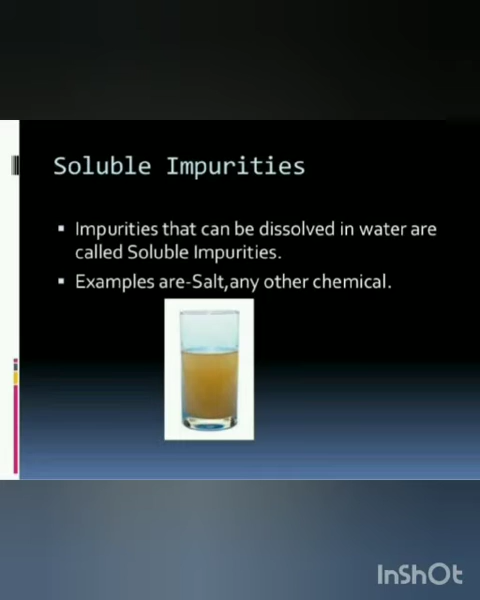 Soluble Impurities
▪ Impurities that can be dissolved in water are
called Soluble Impurities.
▪ Examples are-Salt,any other chemical.
InShOt